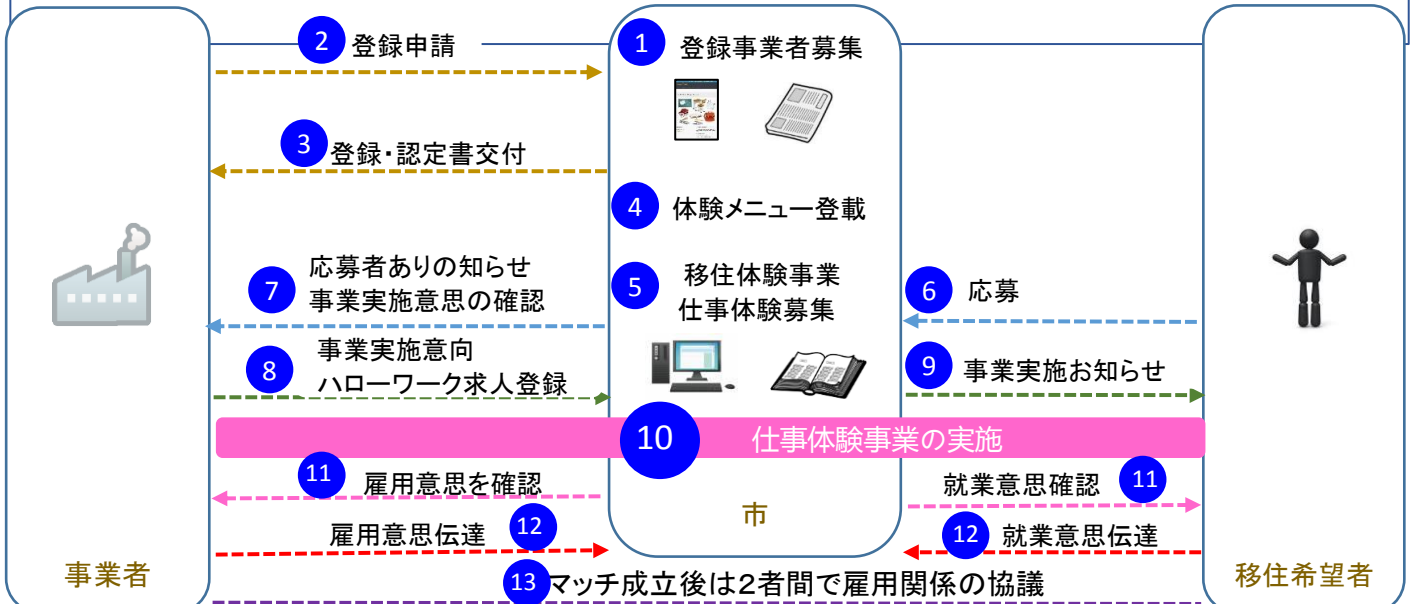 2 登録申請
1 登録事業者募集
3 登録・認定書交付
4 体験メニュー登載
7 応募者ありの知らせ
事業実施意思の確認
5 移住体験事業
仕事体験募集
6 応募
8 事業実施意向
ハローワーク求人登録
9 事業実施お知らせ
10 仕事体験事業の実施
11 雇用意思を確認
就業意思確認 11
市
雇用意思伝達 12
12 就業意思伝達
事業者
移住希望者
13 マッチ成立後は2者間で雇用関係の協議